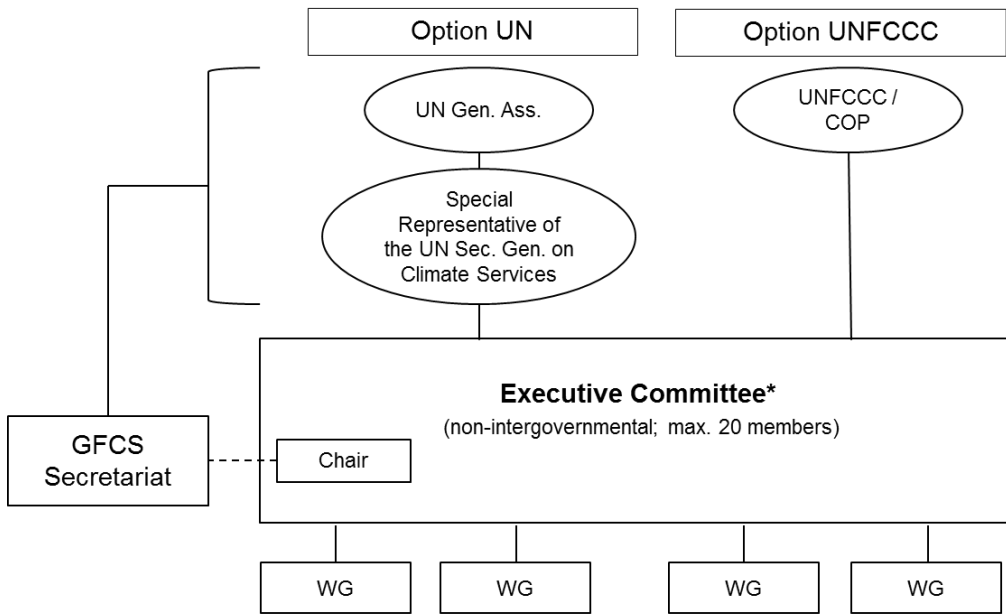 Option UN
Option UNFCCC
UN Gen. Ass.
UNFCCC /
COP
Special
Representative of
the UN Sec. Gen. on
Climate Services
Executive Committee*
(non-intergovernmental; max. 20 members)
GFCS
Secretariat
Chair
WG
WG
WG
WG